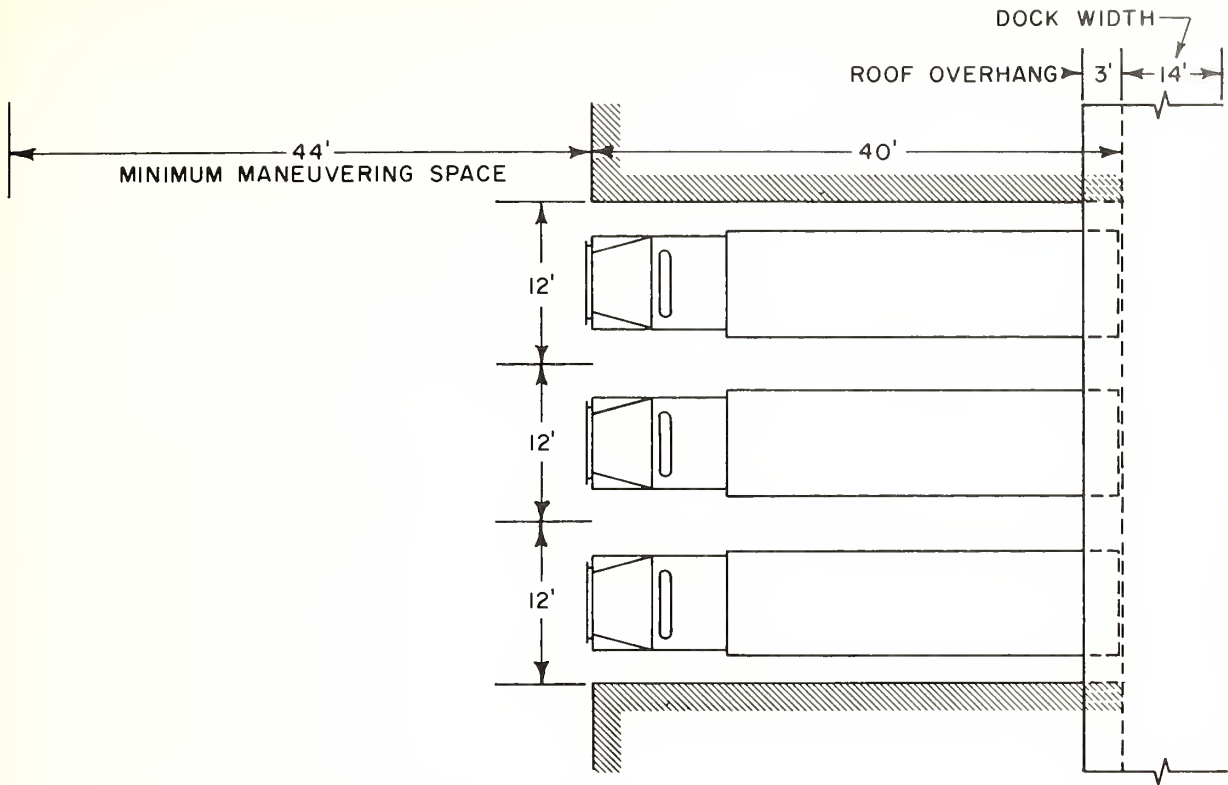 DOCK WIDTH
ROOF OVERHANG 3' 14'
44' 40'
MINIMUM MANEUVERING SPACE
12'
12'
12'